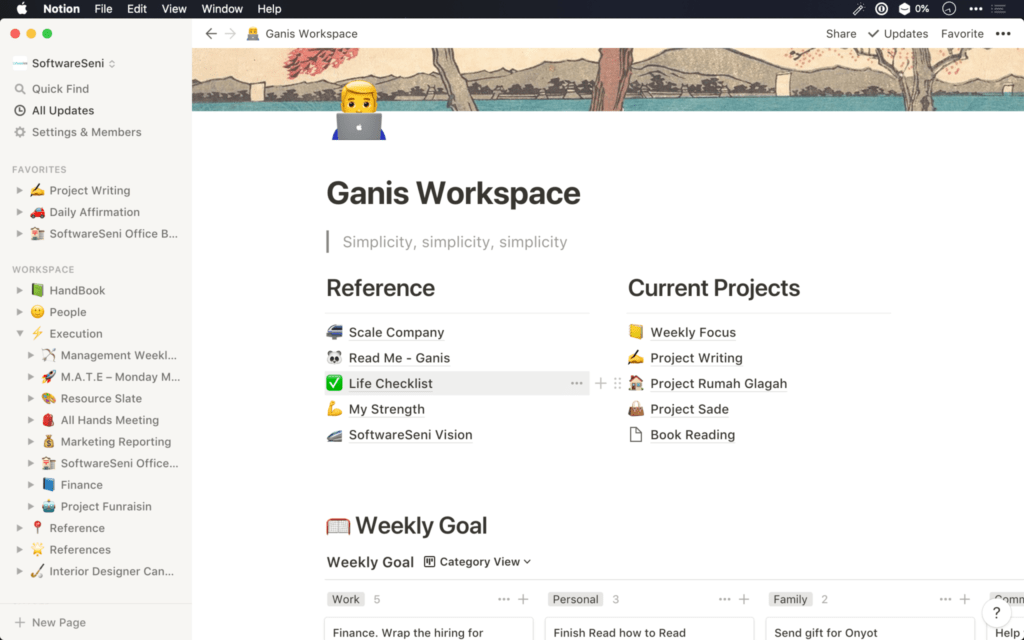 Notion File Edit View Window Help 0%
Ganis Workspace Share Updates Favorite
SoftwareSeni
Quick Find
All Updates
Settings & Members
FAVORITES
Project Writing
Daily Affirmation
SoftwareSeni Office B...
WORKSPACE
HandBook
People
Execution
Management Weekl...
M.A.T.E – Monday M...
Resource Slate
All Hands Meeting
Marketing Reporting
SoftwareSeni Office...
Finance
Project Funraisin
Reference
References
Interior Designer Can...
New Page
Ganis Workspace
Simplicity, simplicity, simplicity
Reference
Scale Company
Read Me - Ganis
Life Checklist
My Strength
SoftwareSeni Vision
Current Projects
Weekly Focus
Project Writing
Project Rumah Glagah
Project Sade
Book Reading
Weekly Goal
Weekly Goal Category View
Work 5 Personal 3 Family 2
Finance. Wrap the hiring for
Finish Read how to Read
Send gift for Onyot
Help
?